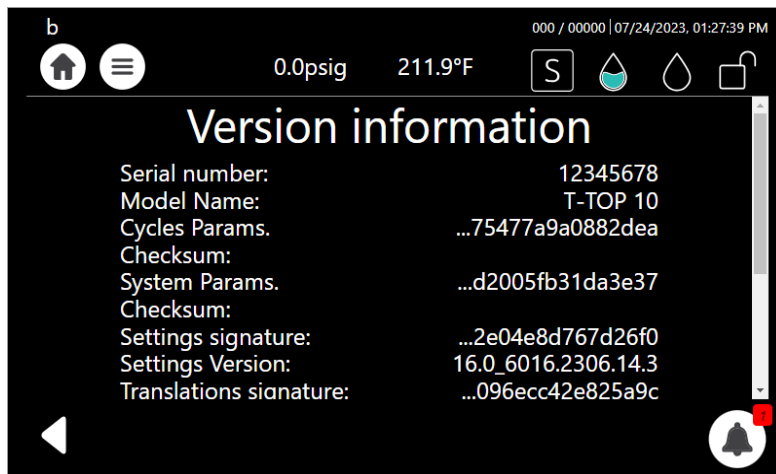 b
000 / 00000 | 07/24/2023, 01:27:39 PM
0.0psig 211.9°F S
Version information
Serial number: 12345678
Model Name: T-TOP 10
Cycles Params. ...75477a9a0882dea
Checksum:
System Params. ...d2005fb31da3e37
Checksum:
Settings signature: ...2e04e8d767d26f0
Settings Version: 16.0_6016.2306.14.3
Translations signature: ...096ecc42e825a9c
1